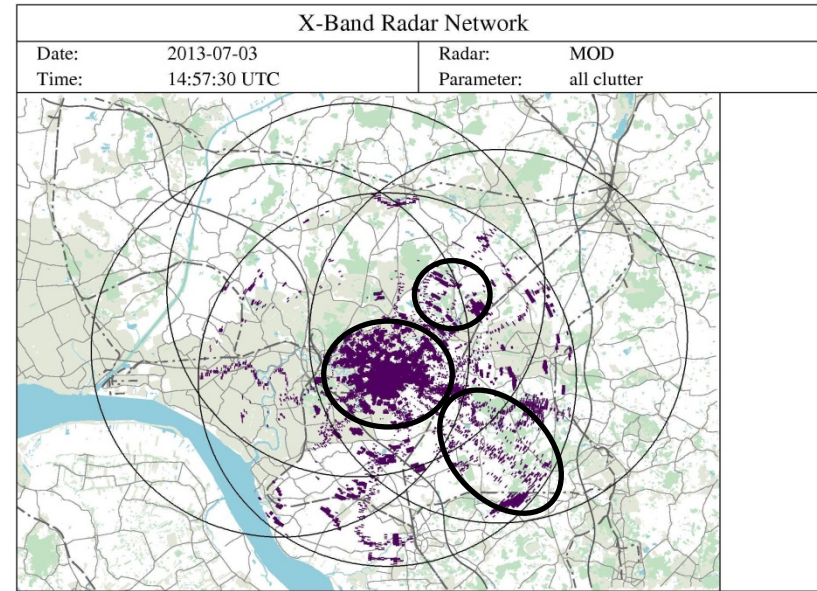 X-Band Radar Network
Date: 2013-07-03 Radar: MOD
Time: 14:57:30 UTC Parameter: all clutter